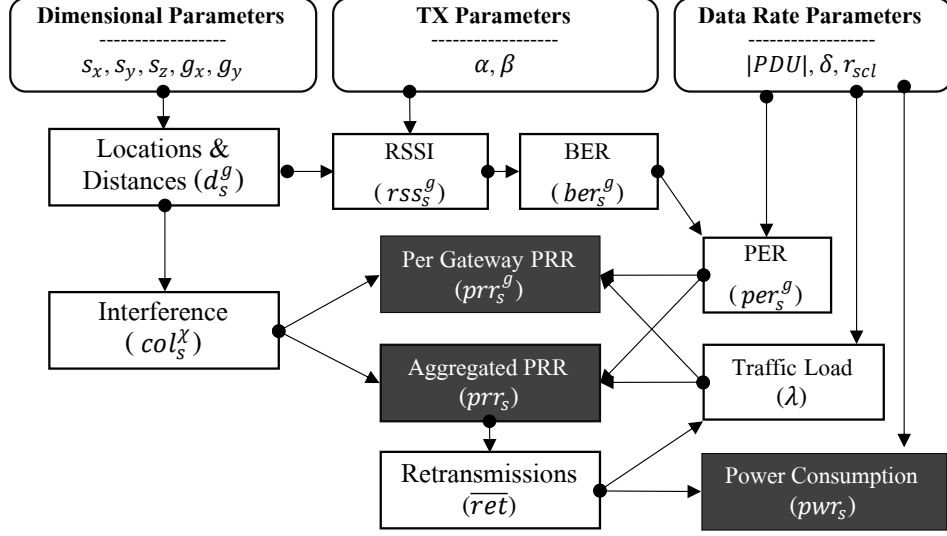 Dimensional Parameters
------------------
s_x, s_y, s_z, g_x, g_y
TX Parameters
------------------
α, β
Data Rate Parameters
------------------
|PDU|, δ, r_scl
Locations &
Distances (d_s^g)
RSSI
(rss_s^g)
BER
(ber_s^g)
Per Gateway PRR
(prr_s^g)
PER
(per_s^g)
Interference
(col_s^χ)
Aggregated PRR
(prr_s)
Traffic Load
(λ)
Retransmissions
(r̅e̅t̅)
Power Consumption
(pwr_s)